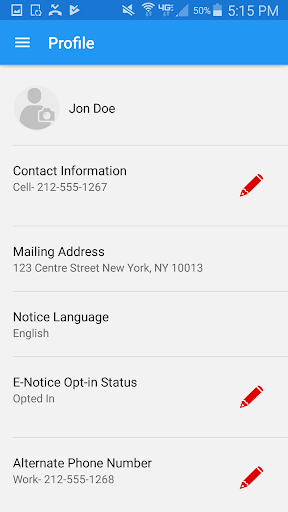 4G 50% 5:15 PM
Profile
Jon Doe
Contact Information
Cell- 212-555-1267
Mailing Address
123 Centre Street New York, NY 10013
Notice Language
English
E-Notice Opt-in Status
Opted In
Alternate Phone Number
Work- 212-555-1268